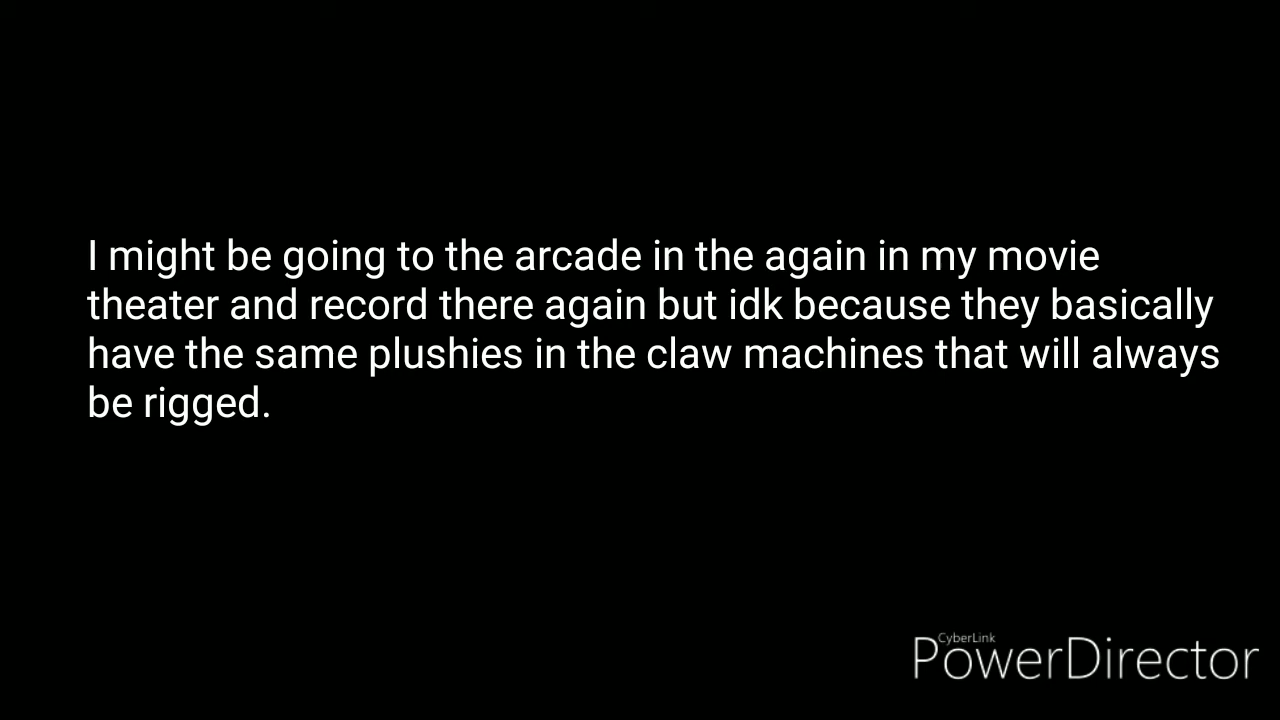 I might be going to the arcade in the again in my movie
theater and record there again but idk because they basically
have the same plushies in the claw machines that will always
be rigged.
CyberLink
PowerDirector